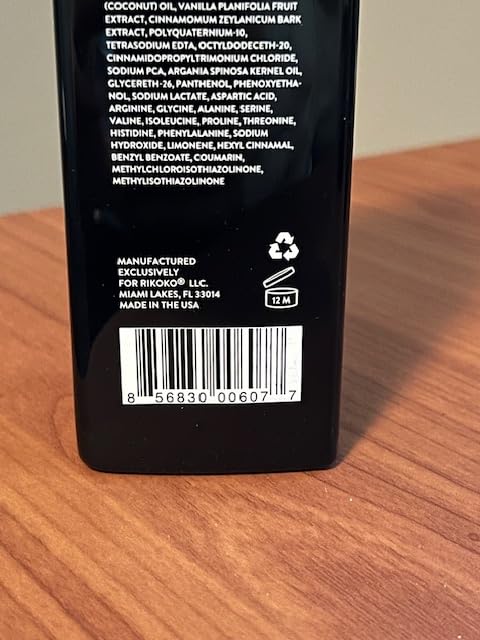 (COCONUT) OIL, VANILLA PLANIFOLIA FRUIT
EXTRACT, CINNAMOMUM ZEYLANICUM BARK
EXTRACT, POLYQUATERNIUM-10,
TETRASODIUM EDTA, OCTYLDODECETH-20,
CINNAMIDOPROPYLTRIMONIUM CHLORIDE,
SODIUM PCA, ARGANIA SPINOSA KERNEL OIL,
GLYCERETH-26, PANTHENOL, PHENOXYETHA-
NOL, SODIUM LACTATE, ASPARTIC ACID,
ARGININE, GLYCINE, ALANINE, SERINE,
VALINE, ISOLEUCINE, PROLINE, THREONINE,
HISTIDINE, PHENYLALANINE, SODIUM
HYDROXIDE, LIMONENE, HEXYL CINNAMAL,
BENZYL BENZOATE, COUMARIN,
METHYLCHLOROISOTHIAZOLINONE,
METHYLISOTHIAZOLINONE
MANUFACTURED
EXCLUSIVELY
FOR RIKOKO® LLC.
MIAMI LAKES, FL 33014
MADE IN THE USA
12 M
8 56830 00607 7